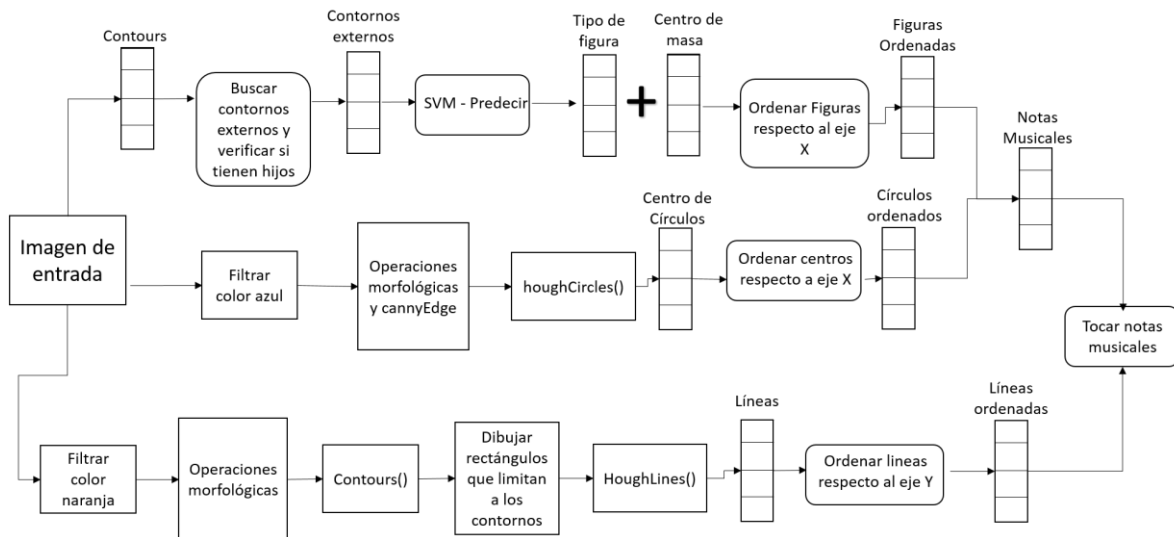 Contours
Buscar
contornos
externos y
verificar si
tienen hijos
Contornos
externos
SVM - Predecir
Tipo de
figura
+
Centro de
masa
Ordenar Figuras
respecto al eje
X
Figuras
Ordenadas
Notas
Musicales
Imagen de
entrada
Filtrar
color azul
Operaciones
morfológicas
y cannyEdge
houghCircles()
Centro de
Círculos
Ordenar centros
respecto a eje X
Círculos
ordenados
Tocar notas
musicales
Filtrar
color
naranja
Operaciones
morfológicas
Contours()
Dibujar
rectángulos
que limitan
a los
contornos
HoughLines()
Líneas
Ordenar lineas
respecto al eje Y
Líneas
ordenadas